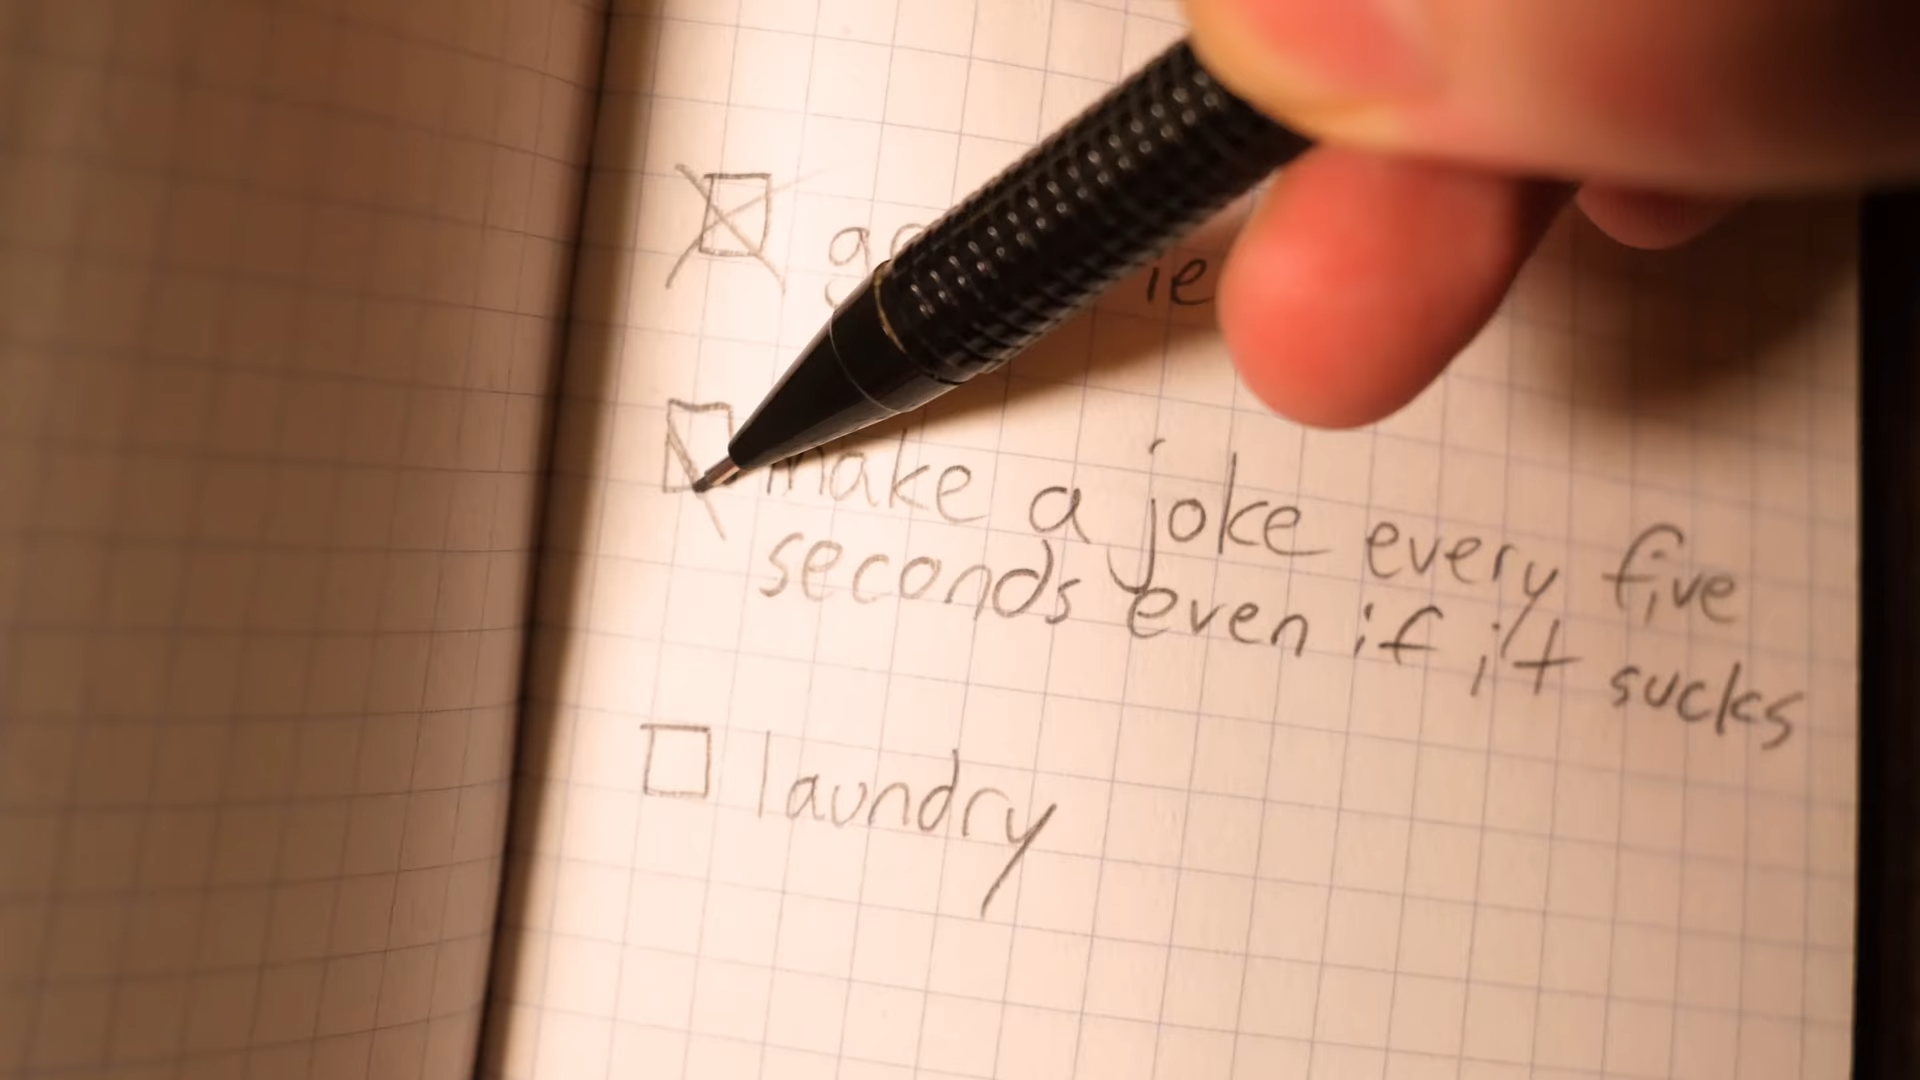 make a joke every five
seconds even if it sucks
laundry